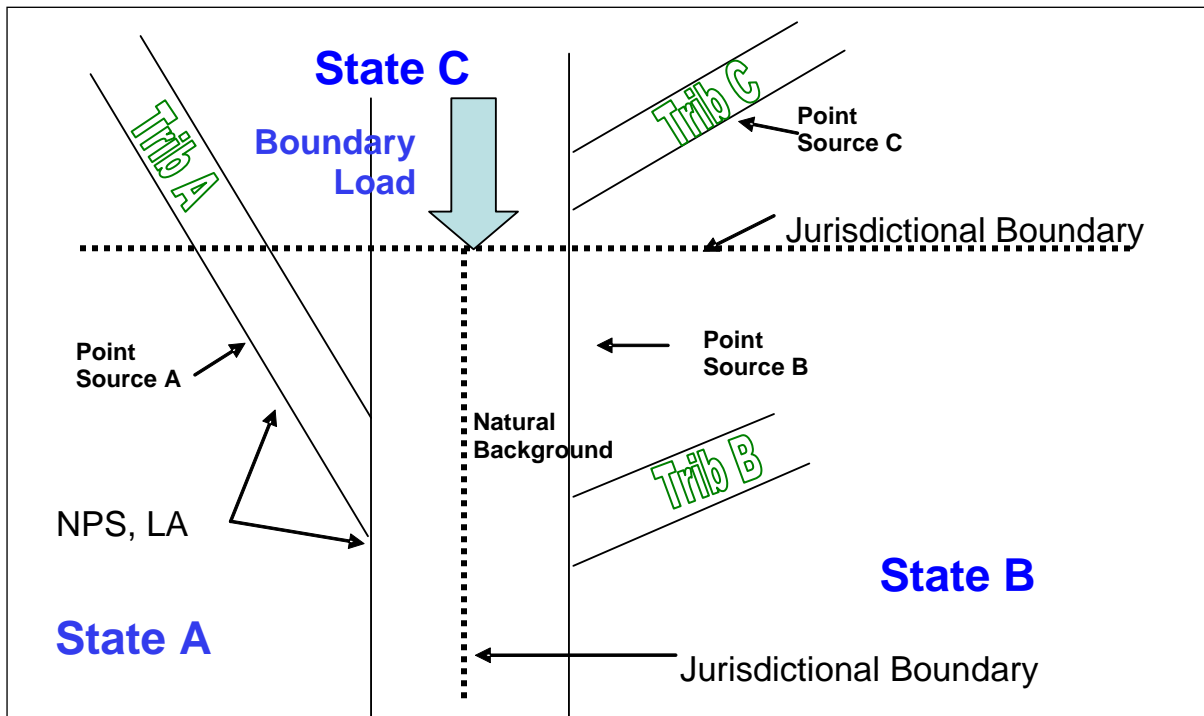 State C
Boundary
Load
Trib A
Trib C
Point
Source C
Jurisdictional Boundary
Point
Source A
Point
Source B
Natural
Background
Trib B
NPS, LA
State B
State A
Jurisdictional Boundary